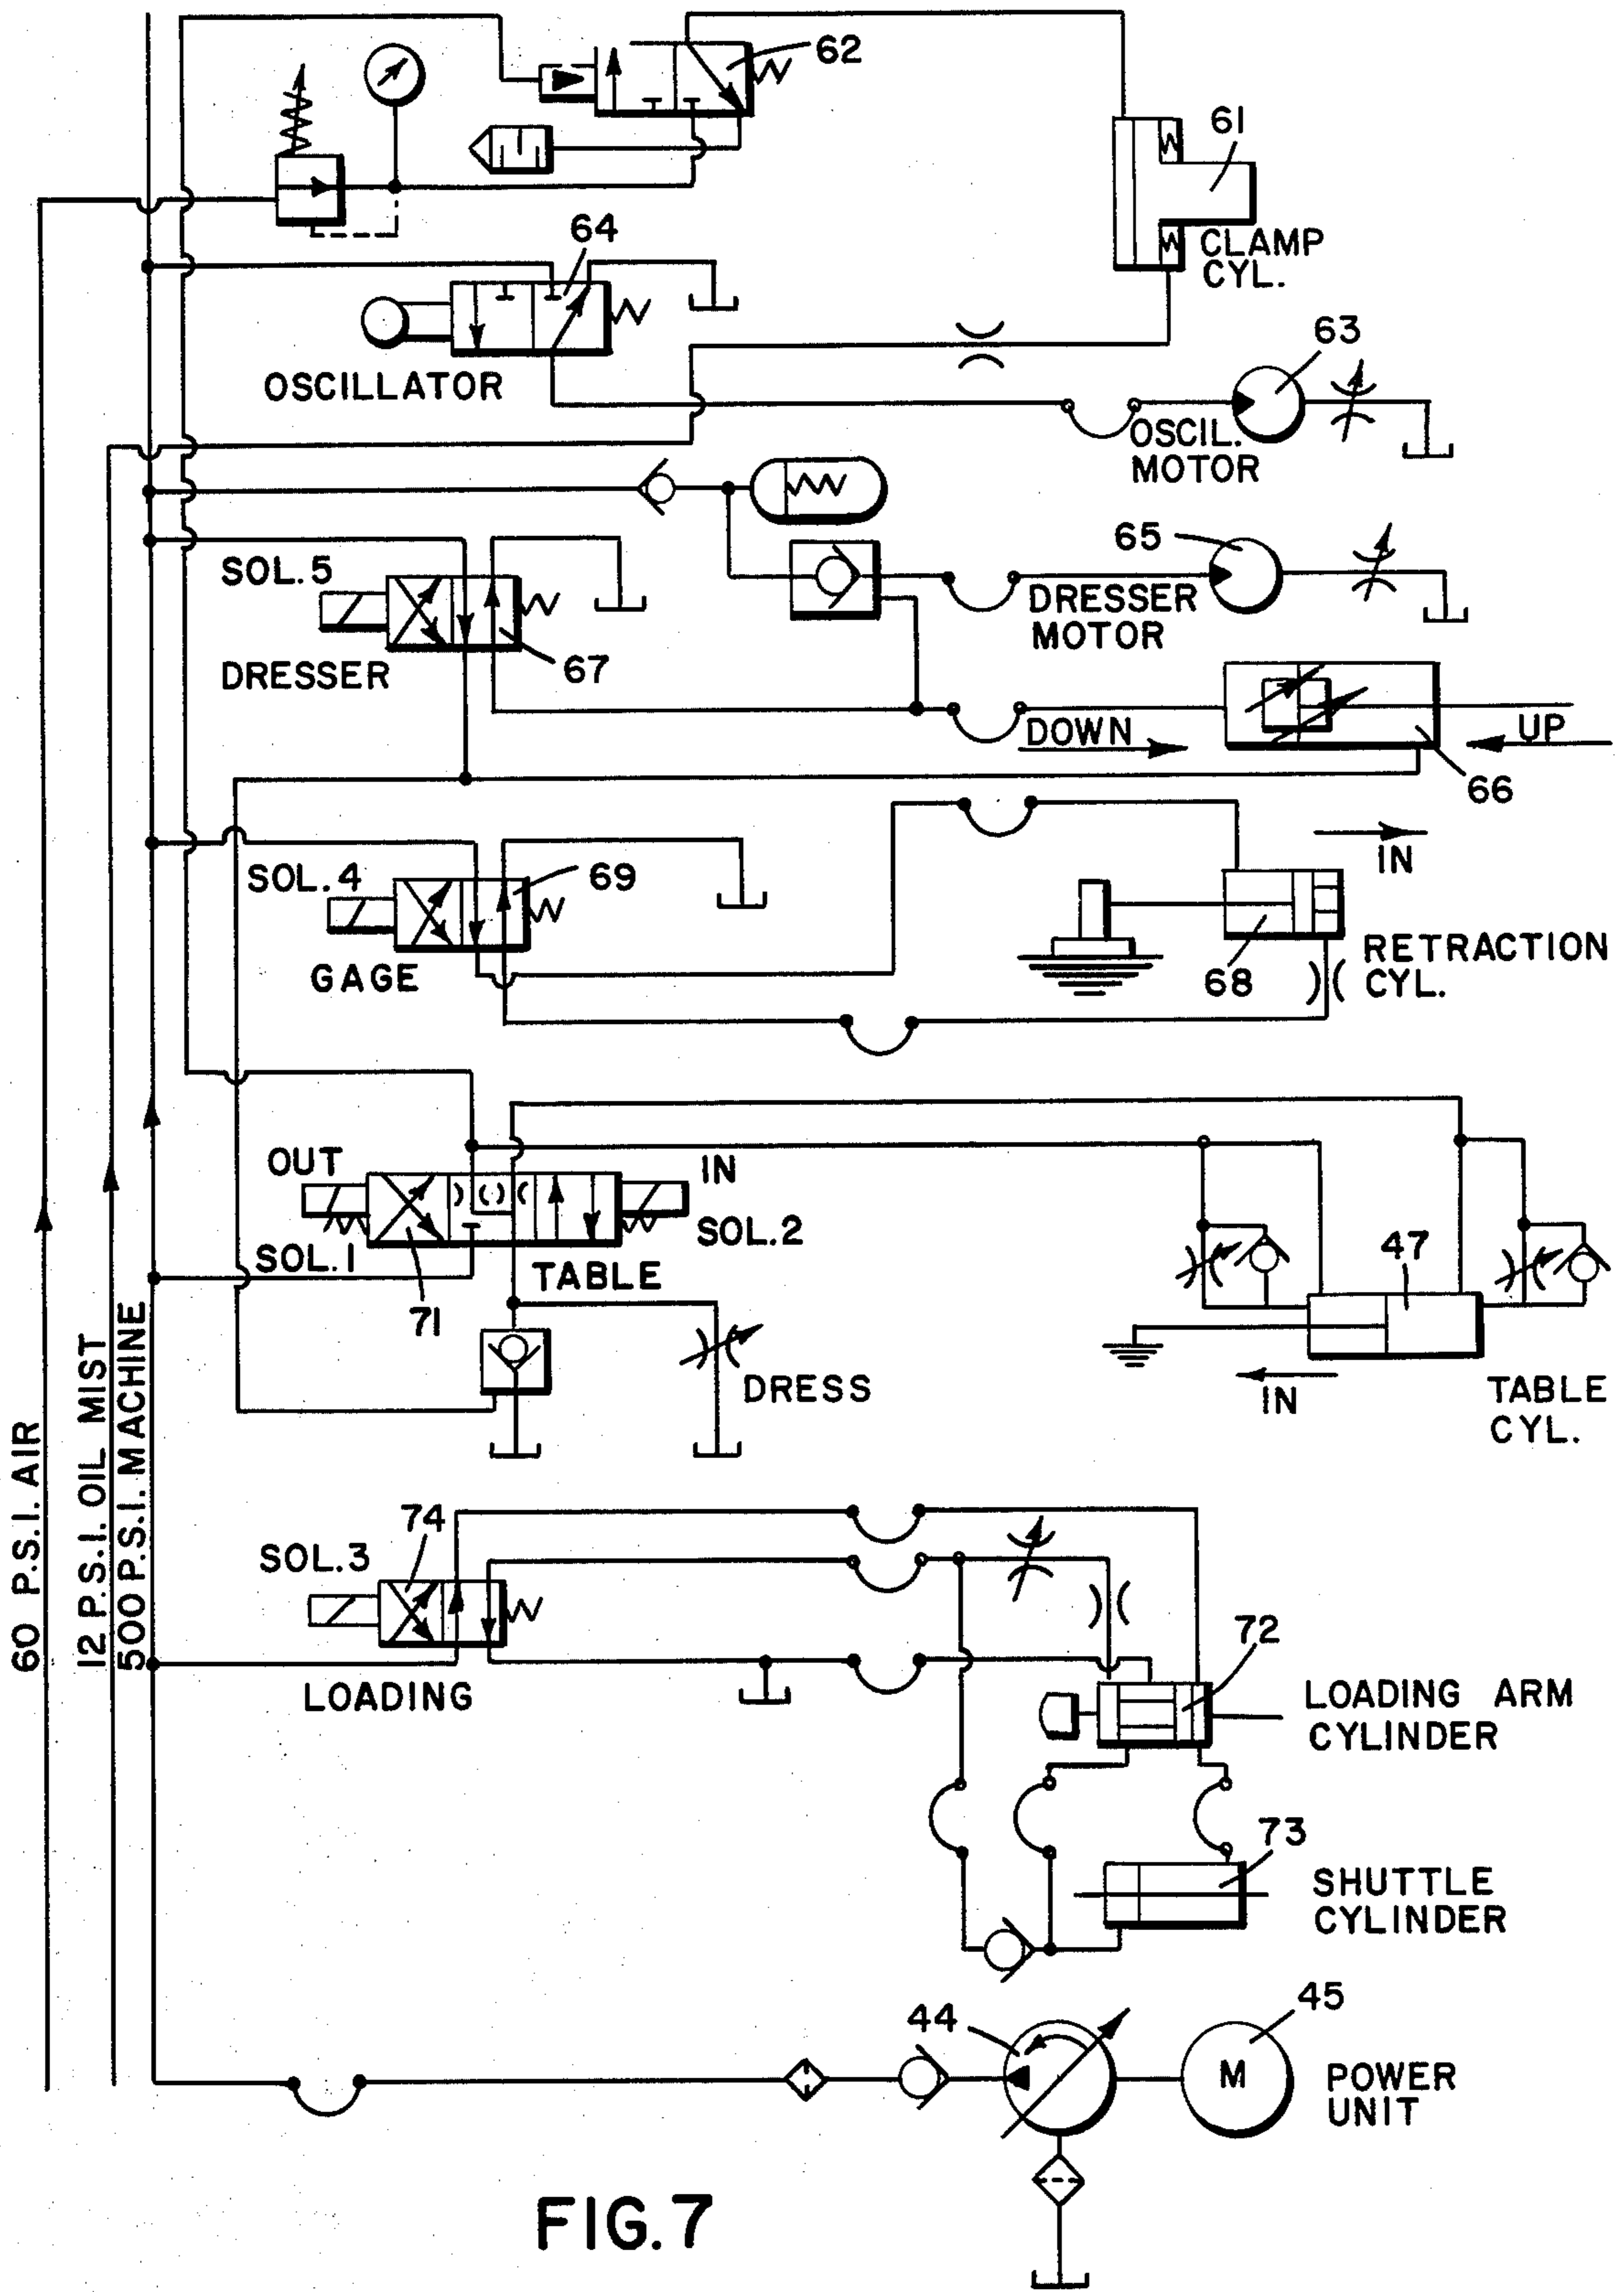 62
61
CLAMP
CYL.
64
OSCILLATOR
63
OSCIL.
MOTOR
SOL.5
65
DRESSER
MOTOR
67
DRESSER
DOWN
UP
66
SOL.4
69
GAGE
IN
68
RETRACTION
CYL.
OUT
IN
SOL.1
SOL.2
71
TABLE
47
DRESS
IN
TABLE
CYL.
60 P.S.I. AIR
12 P.S.I. OIL MIST
500 P.S.I. MACHINE
74
SOL.3
LOADING
72
LOADING ARM
CYLINDER
73
SHUTTLE
CYLINDER
44
45
M
POWER
UNIT
FIG.7